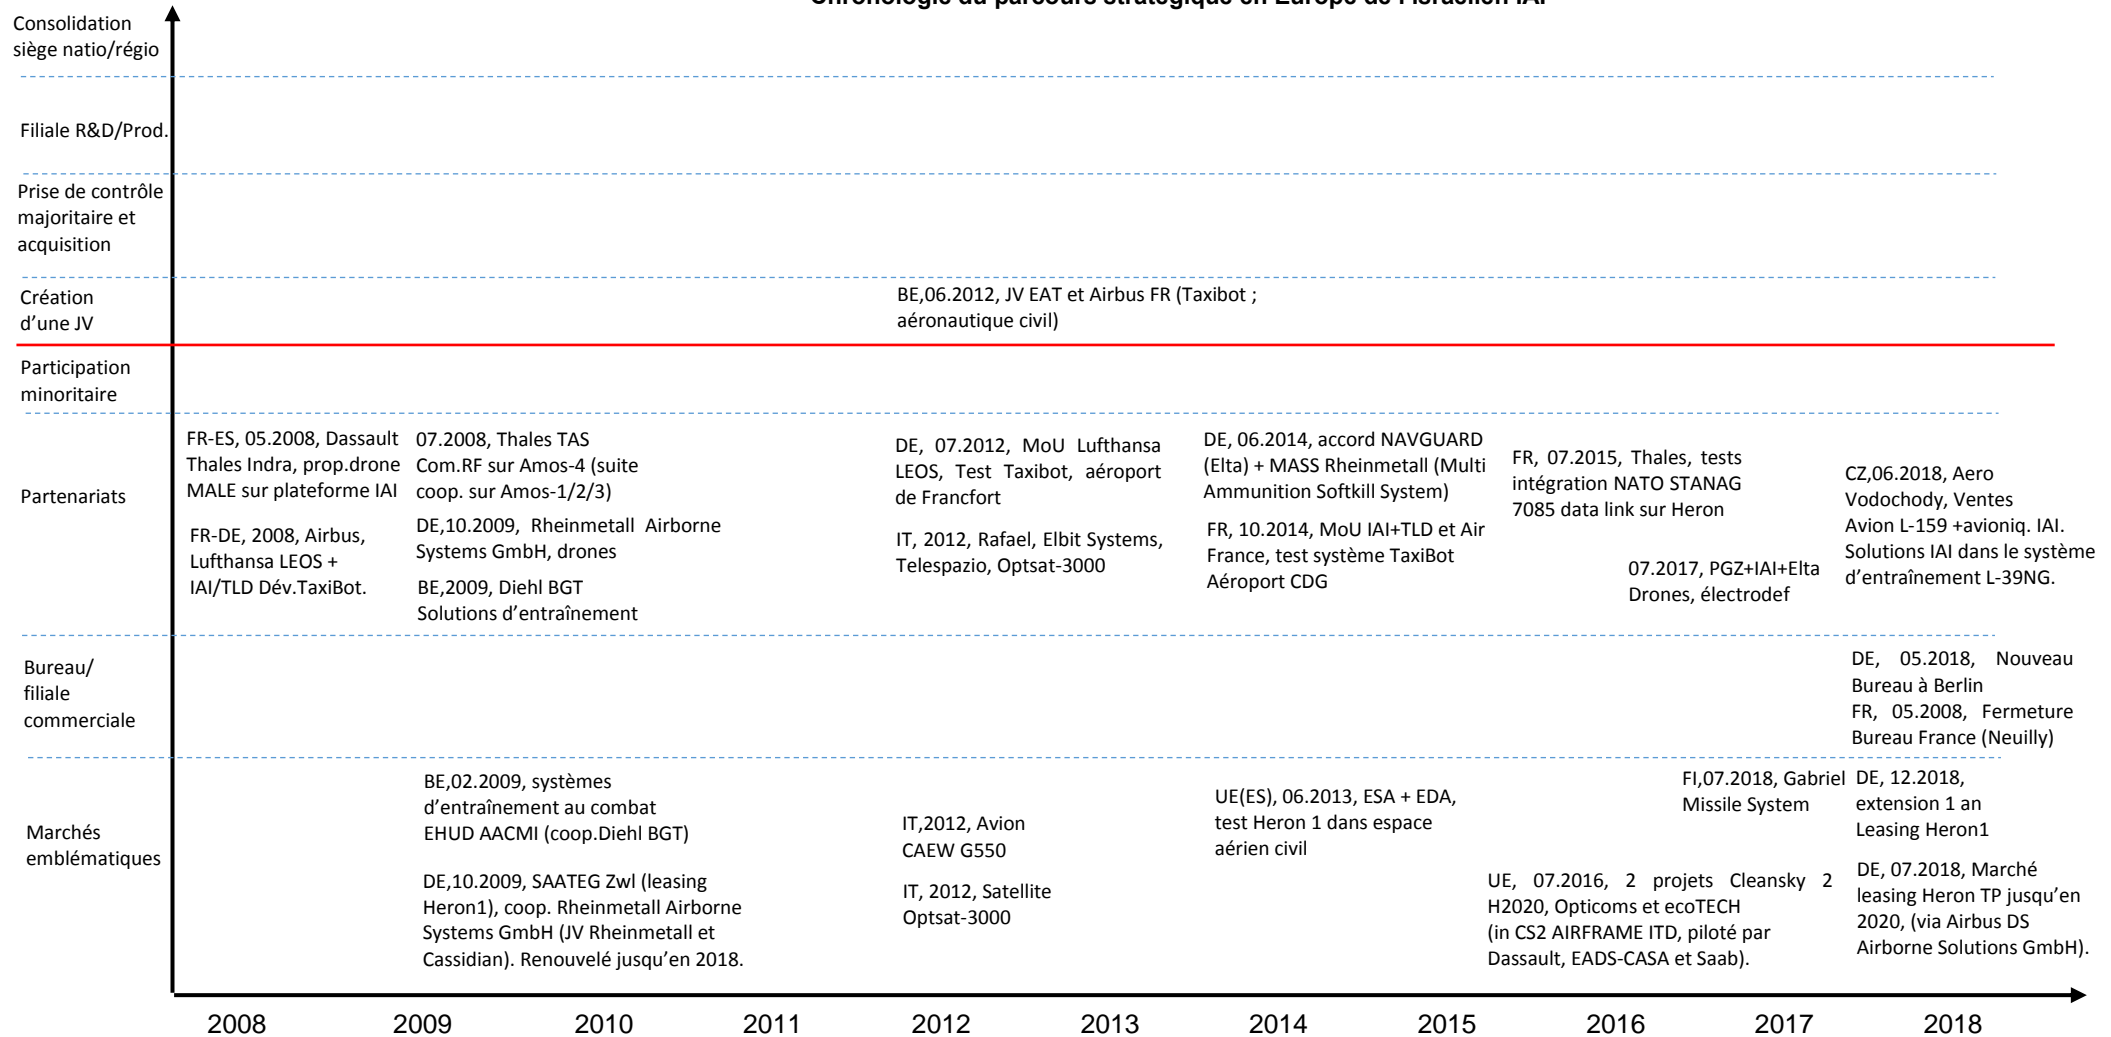 Chronologie du parcours stratégique en Europe de l'Israélien IAI
Consolidation
siège natio/régio
Filiale R&D/Prod.
Prise de contrôle
majoritaire et
acquisition
Création
d’une JV
BE,06.2012, JV EAT et Airbus FR (Taxibot ;
aéronautique civil)
Participation
minoritaire
Partenariats
FR-ES, 05.2008, Dassault
Thales Indra, prop.drone
MALE sur plateforme IAI
FR-DE, 2008, Airbus,
Lufthansa LEOS +
IAI/TLD Dév.TaxiBot.
07.2008, Thales TAS
Com.RF sur Amos-4 (suite
coop. sur Amos-1/2/3)
DE,10.2009, Rheinmetall Airborne
Systems GmbH, drones
BE,2009, Diehl BGT
Solutions d’entraînement
DE, 07.2012, MoU Lufthansa
LEOS, Test Taxibot, aéroport
de Francfort
IT, 2012, Rafael, Elbit Systems,
Telespazio, Optsat-3000
DE, 06.2014, accord NAVGUARD
(Elta) + MASS Rheinmetall (Multi
Ammunition Softkill System)
FR, 10.2014, MoU IAI+TLD et Air
France, test système TaxiBot
Aéroport CDG
FR, 07.2015, Thales, tests
intégration NATO STANAG
7085 data link sur Heron
07.2017, PGZ+IAI+Elta
Drones, électrodef
CZ,06.2018, Aero
Vodochody, Ventes
Avion L-159 +avioniq. IAI.
Solutions IAI dans le système
d’entraînement L-39NG.
Bureau/
filiale
commerciale
DE, 05.2018, Nouveau
Bureau à Berlin
FR, 05.2008, Fermeture
Bureau France (Neuilly)
Marchés
emblématiques
BE,02.2009, systèmes
d’entraînement au combat
EHUD AACMI (coop.Diehl BGT)
DE,10.2009, SAATEG Zwl (leasing
Heron1), coop. Rheinmetall Airborne
Systems GmbH (JV Rheinmetall et
Cassidian). Renouvelé jusqu’en 2018.
IT,2012, Avion
CAEW G550
IT, 2012, Satellite
Optsat-3000
UE(ES), 06.2013, ESA + EDA,
test Heron 1 dans espace
aérien civil
UE, 07.2016, 2 projets Cleansky 2
H2020, Opticoms et ecoTECH
(in CS2 AIRFRAME ITD, piloté par
Dassault, EADS-CASA et Saab).
FI,07.2018, Gabriel
Missile System
DE, 12.2018,
extension 1 an
Leasing Heron1
DE, 07.2018, Marché
leasing Heron TP jusqu’en
2020, (via Airbus DS
Airborne Solutions GmbH).
2008 2009 2010 2011 2012 2013 2014 2015 2016 2017 2018